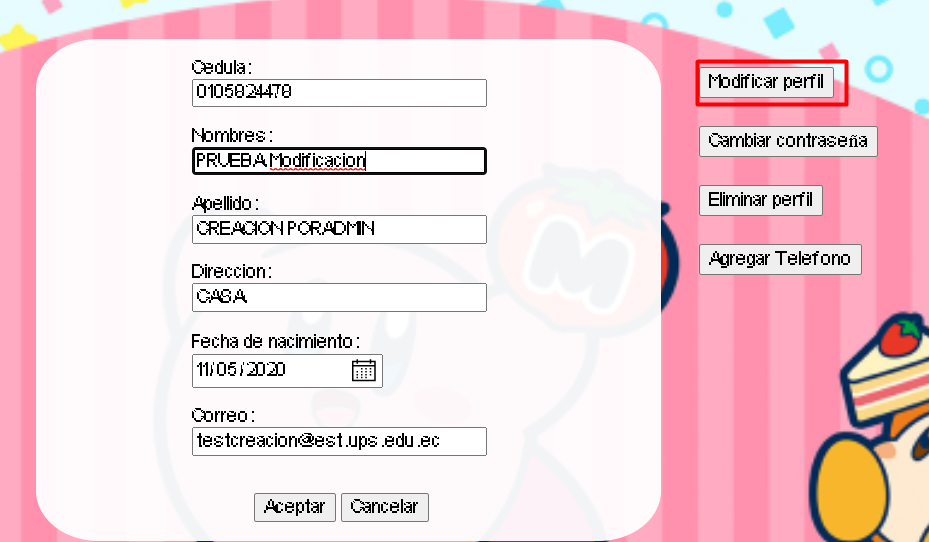 Cedula:
0105824478
Nombres:
PRUEBA Modificacion
Apellido:
CREACION PORADMIN
Direccion:
CASA
Fecha de nacimiento:
11/05/2020
Correo:
testcreacion@est.ups.edu.ec
Aceptar Cancelar
Modificar perfil
Cambiar contraseña
Eliminar perfil
Agregar Telefono
M